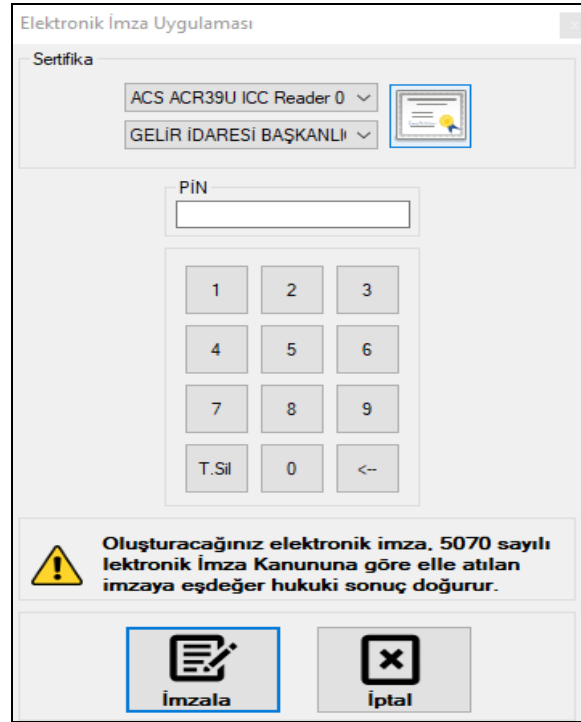 Elektronik İmza Uygulaması
x
Sertifika
ACS ACR39U ICC Reader 0
GELİR İDARESİ BAŞKANLI
PİN
1 2 3
4 5 6
7 8 9
T.Sil 0 <--
Oluşturacağınız elektronik imza, 5070 sayılı
lektronik İmza Kanununa göre elle atılan
imzaya eşdeğer hukuki sonuç doğurur.
İmzala İptal